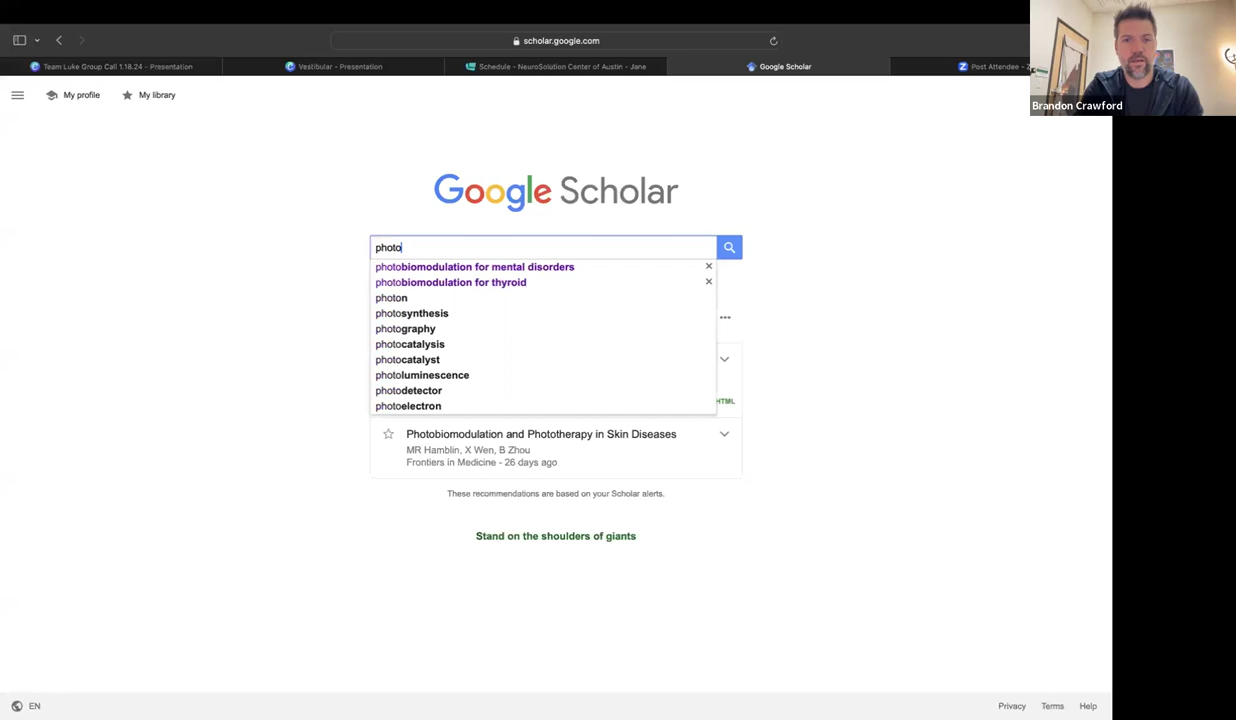 scholar.google.com
Team Luke Group Call 1.18.24 – Presentation
Vestibular - Presentation
Schedule - NeuroSolution Center of Austin - Jane
Google Scholar
Post Attendee - Z
Brandon Crawford
My profile
My library
Google Scholar
photo
photobiomodulation for mental disorders
photobiomodulation for thyroid
photon
photosynthesis
photography
photocatalysis
photocatalyst
photoluminescence
photodetector
HTML
photoelectron
Photobiomodulation and Phototherapy in Skin Diseases
MR Hamblin, X Wen, B Zhou
Frontiers in Medicine - 26 days ago
These recommendations are based on your Scholar alerts.
Stand on the shoulders of giants
EN
Privacy
Terms
Help